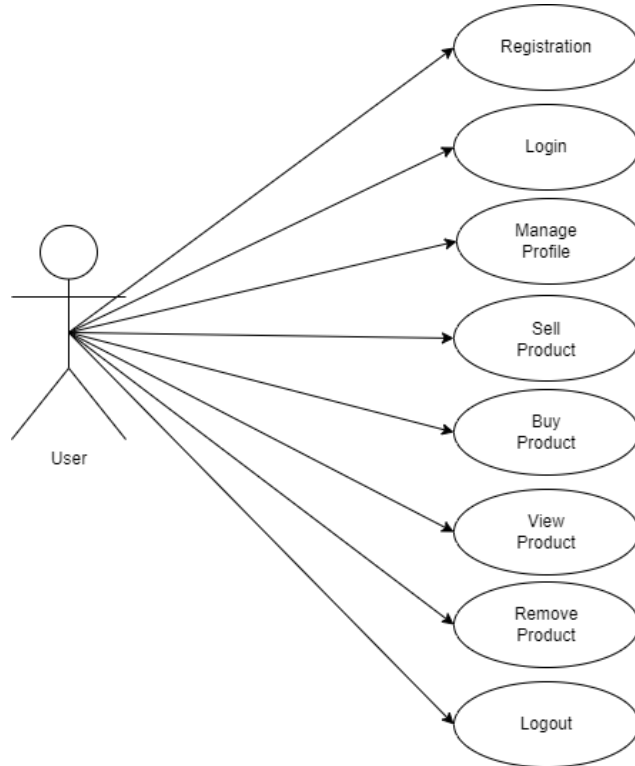 Registration
Login
Manage
Profile
Sell
Product
Buy
Product
User
View
Product
Remove
Product
Logout